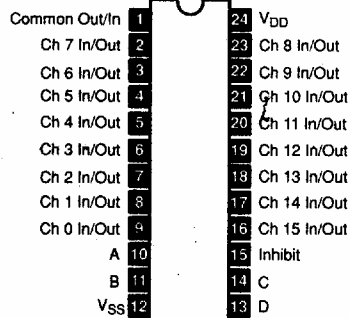 Common Out/In 1 24 VDD
Ch 7 In/Out 2 23 Ch 8 In/Out
Ch 6 In/Out 3 22 Ch 9 In/Out
Ch 5 In/Out 4 21 Ch 10 In/Out
Ch 4 In/Out 5 20 Ch 11 In/Out
Ch 3 In/Out 6 19 Ch 12 In/Out
Ch 2 In/Out 7 18 Ch 13 In/Out
Ch 1 In/Out 8 17 Ch 14 In/Out
Ch 0 In/Out 9 16 Ch 15 In/Out
A 10 15 Inhibit
B 11 14 C
VSS 12 13 D